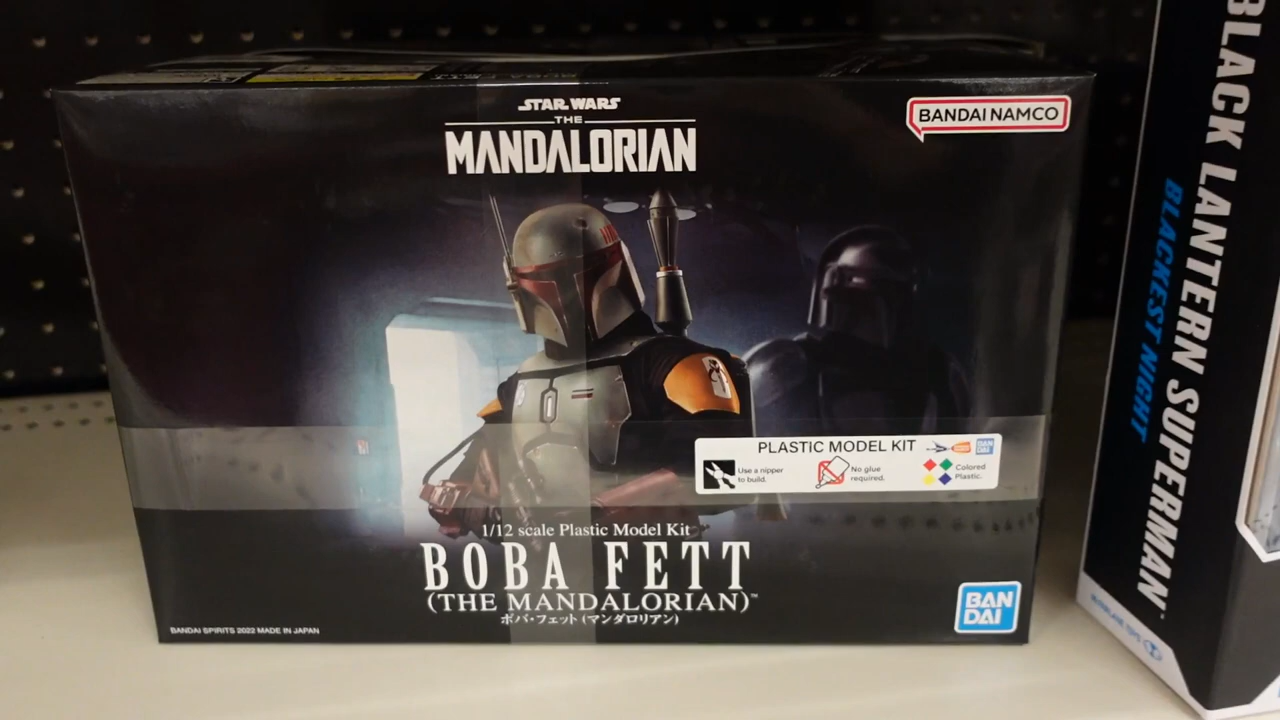 STAR WARS
THE
MANDALORIAN
BANDAI NAMCO
PLASTIC MODEL KIT
BAN
DAI
Use a nipper
to build.
No glue
required.
Colored
Plastic.
1/12 scale Plastic Model Kit
BOBA FETT
(THE MANDALORIAN)™
ボバ・フェット (マンダロリアン)
BANDAI SPIRITS 2022 MADE IN JAPAN
BAN
DAI
BLACK LANTERN SUPERMAN
BLACKEST NIGHT